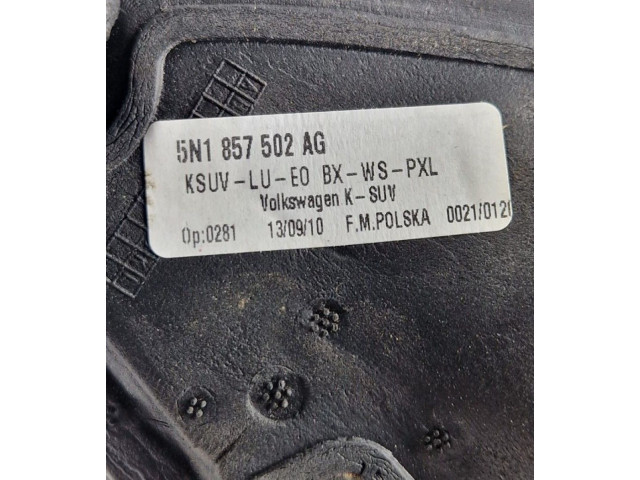 5N1 857 502 AG
KSUV-LU-EO BX-WS-PXL
Volkswagen K-SUV
Op:0281 13/09/10 F.M.POLSKA